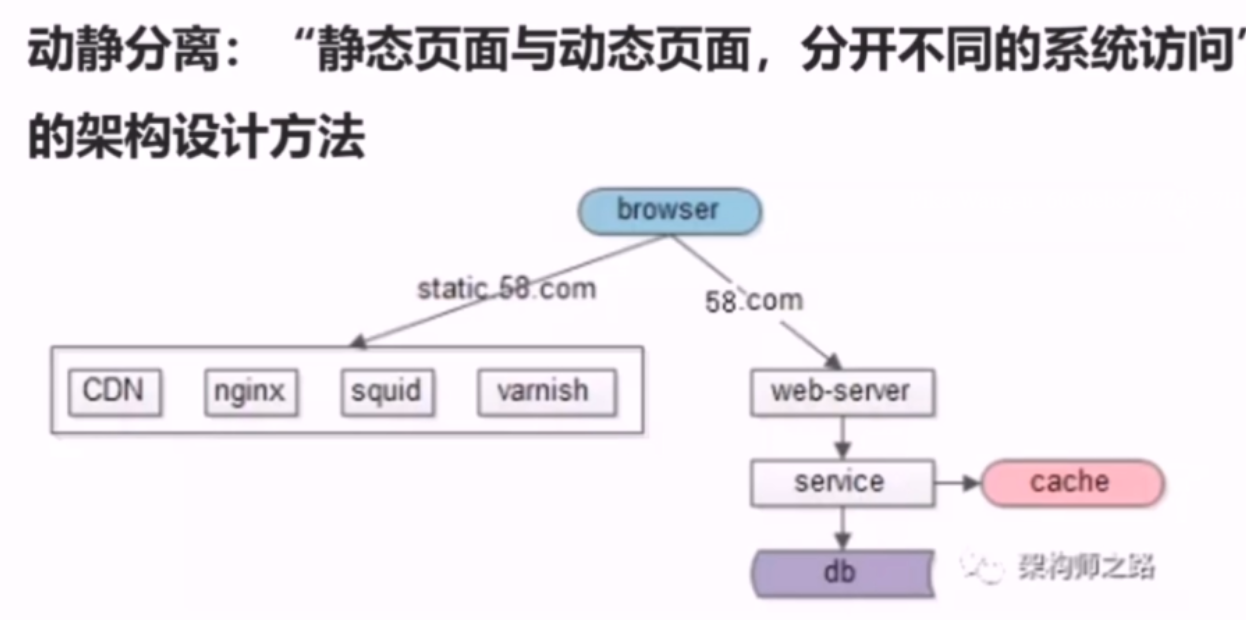 动静分离：“静态页面与动态页面，分开不同的系统访问”
的架构设计方法
browser
static.58.com
58.com
CDN nginx squid varnish
web-server
service
cache
db
架构师之路